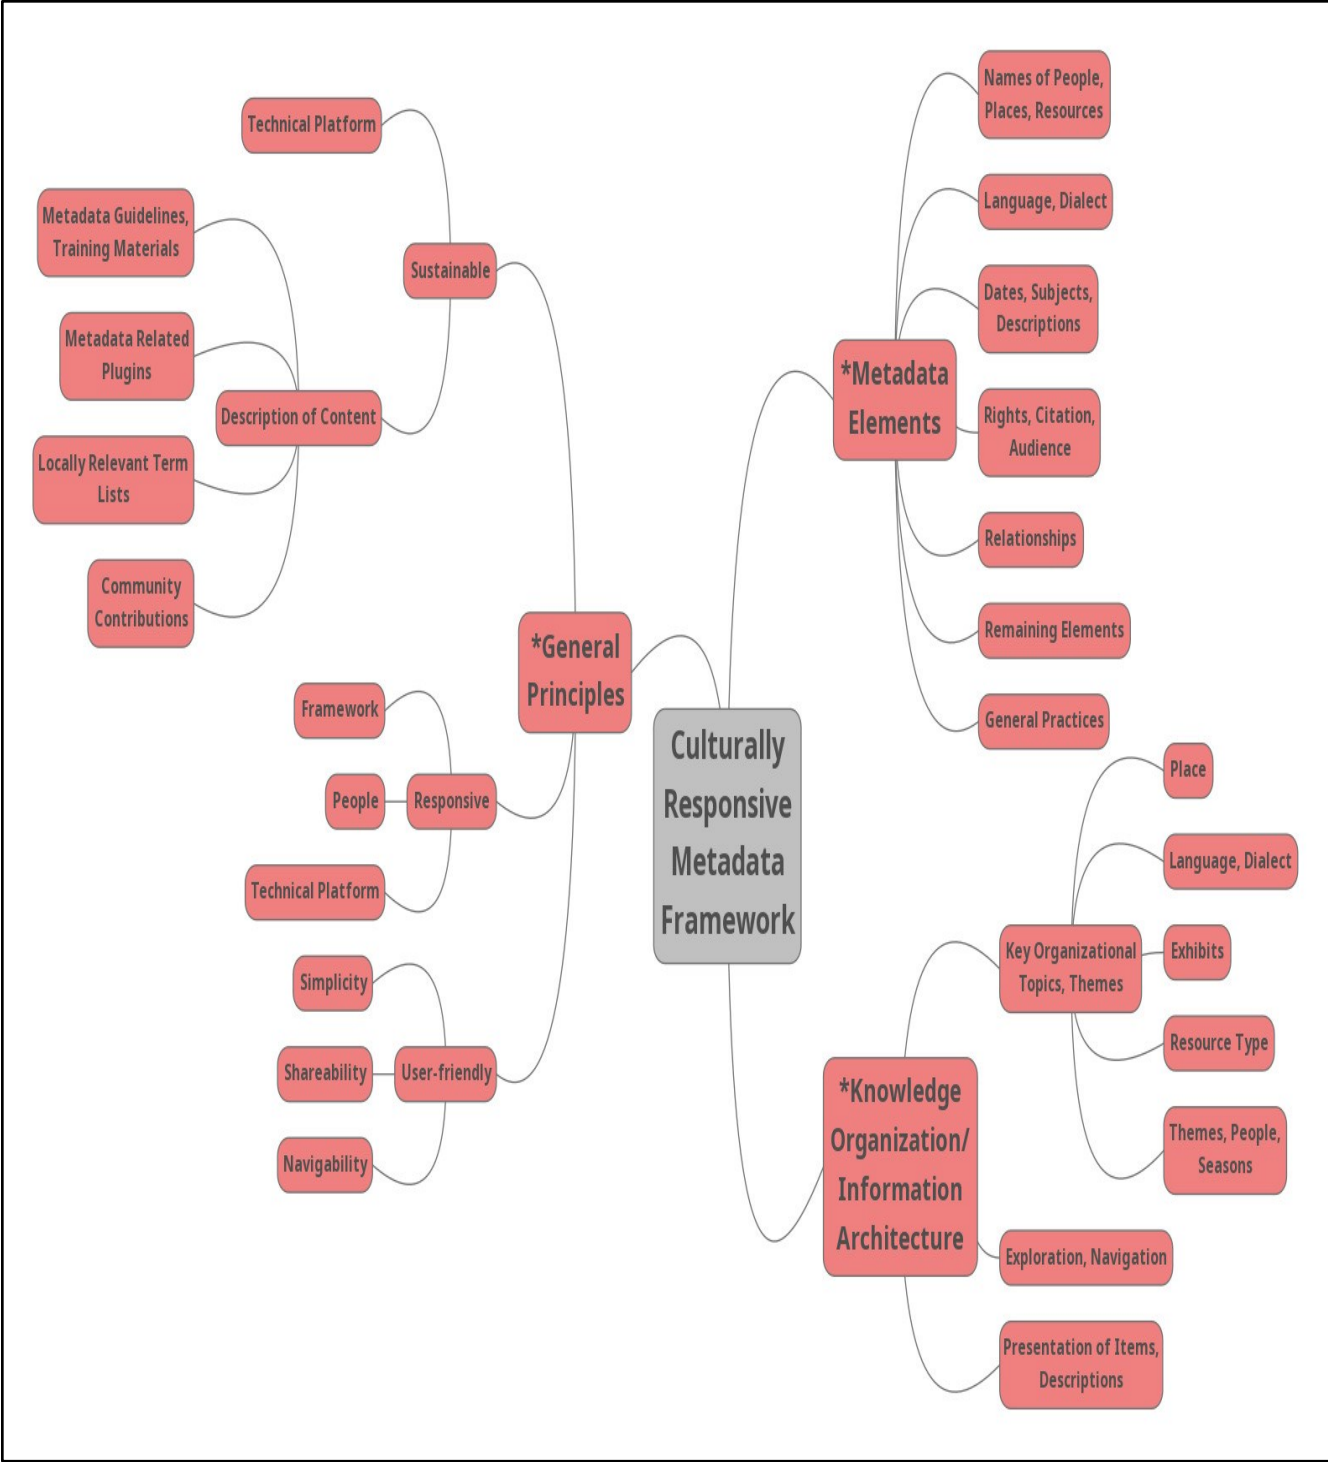 Culturally
Responsive
Metadata
Framework
*General
Principles
Sustainable
Technical Platform
Description of Content
Metadata Guidelines,
Training Materials
Metadata Related
Plugins
Locally Relevant Term
Lists
Community
Contributions
Responsive
Framework
People
Technical Platform
User-friendly
Simplicity
Shareability
Navigability
*Metadata
Elements
Names of People,
Places, Resources
Language, Dialect
Dates, Subjects,
Descriptions
Rights, Citation,
Audience
Relationships
Remaining Elements
General Practices
*Knowledge
Organization/
Information
Architecture
Key Organizational
Topics, Themes
Place
Language, Dialect
Exhibits
Resource Type
Themes, People,
Seasons
Exploration, Navigation
Presentation of Items,
Descriptions